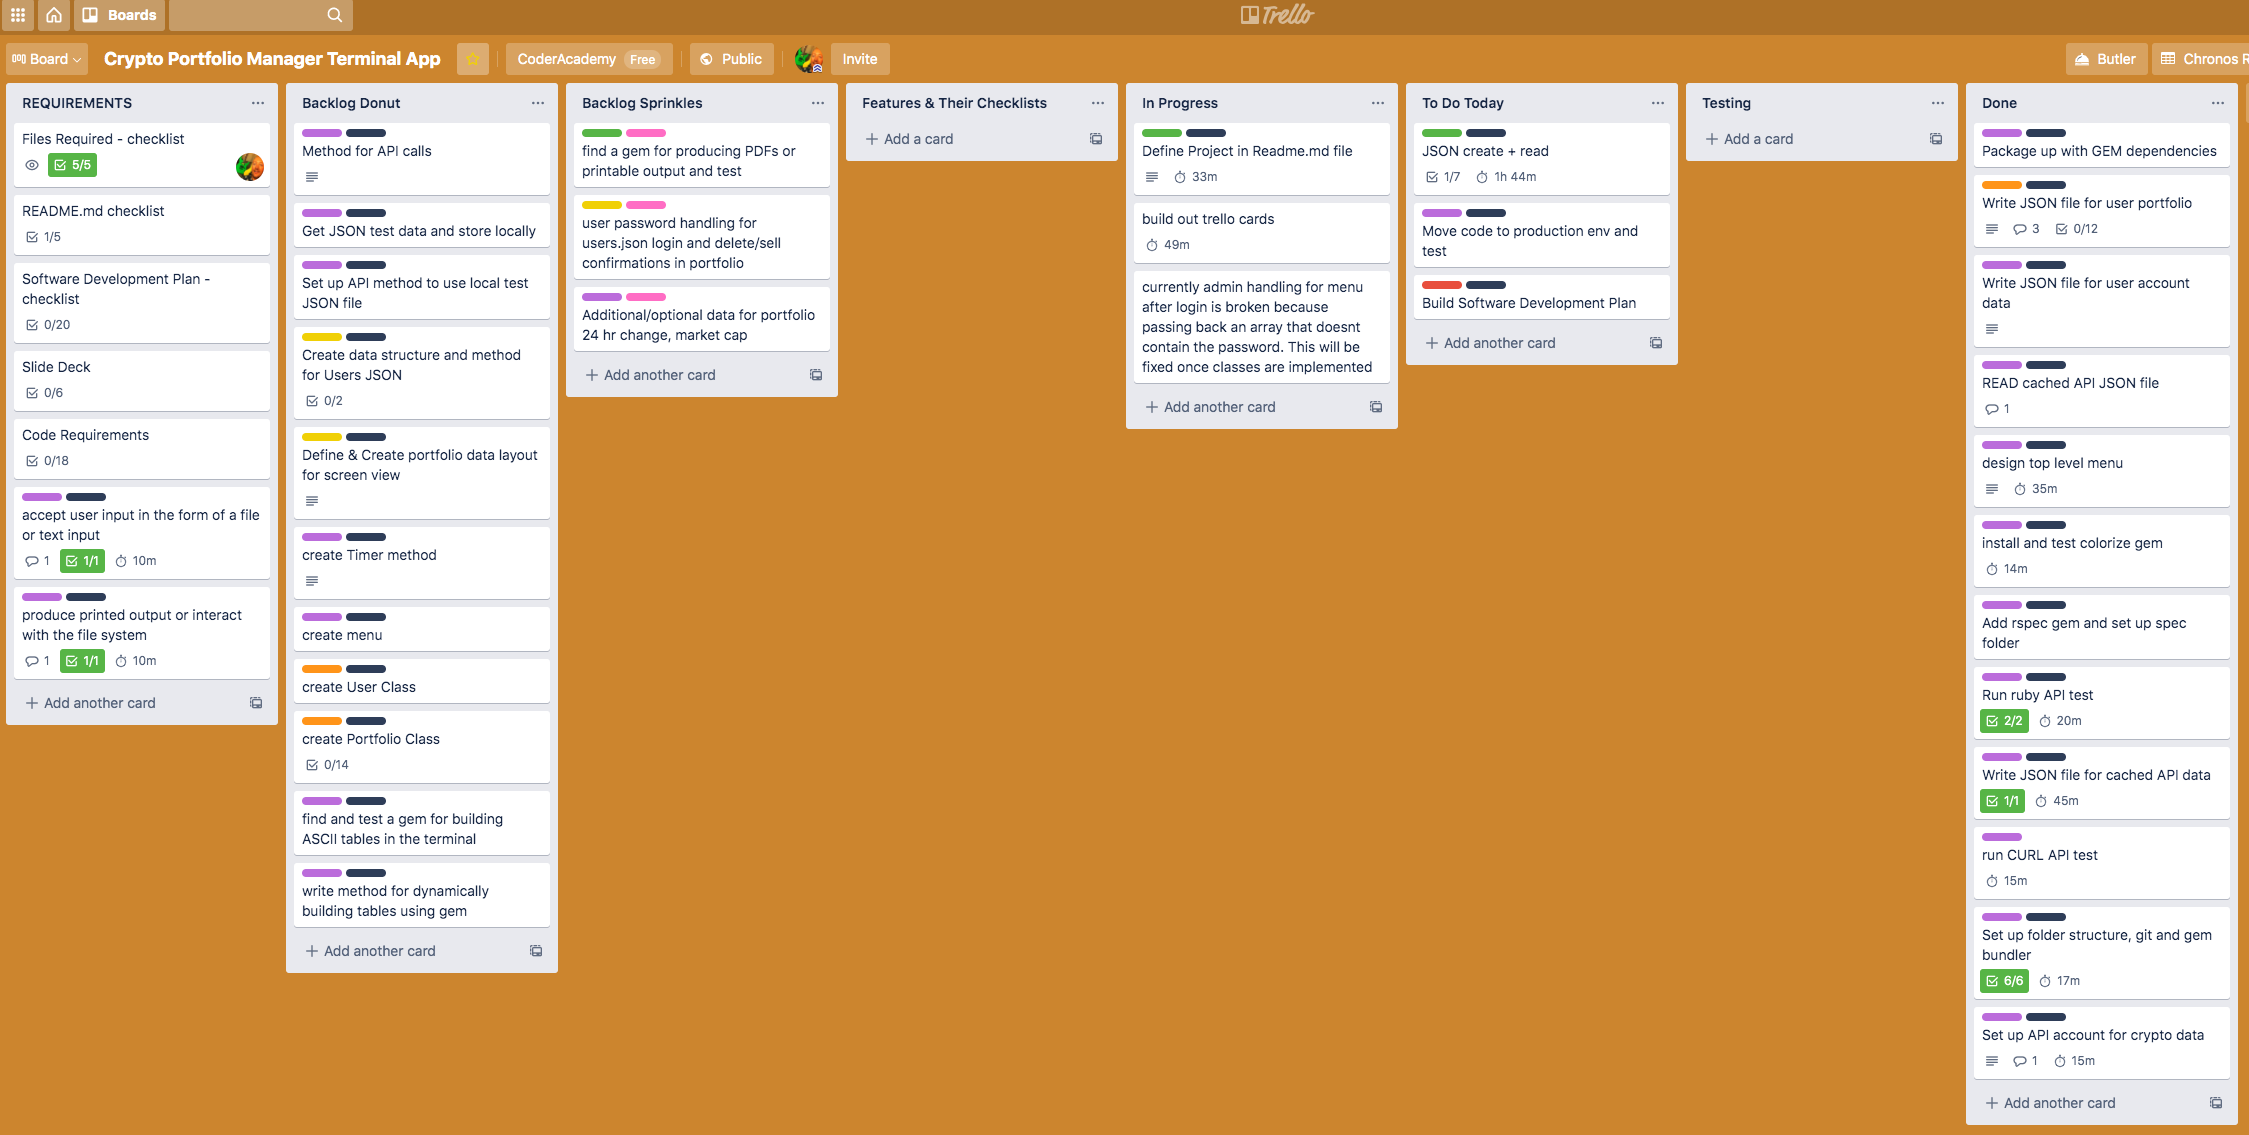 Boards
Trello
Board
Crypto Portfolio Manager Terminal App
CoderAcademy Free
Public
Invite
Butler
Chronos R
REQUIREMENTS
Files Required - checklist
5/5
README.md checklist
1/5
Software Development Plan -
checklist
0/20
Slide Deck
0/6
Code Requirements
0/18
accept user input in the form of a file
or text input
1 1/1 10m
produce printed output or interact
with the file system
1 1/1 10m
+ Add another card
Backlog Donut
Method for API calls
Get JSON test data and store locally
Set up API method to use local test
JSON file
Create data structure and method
for Users JSON
0/2
Define & Create portfolio data layout
for screen view
create Timer method
create menu
create User Class
create Portfolio Class
0/14
find and test a gem for building
ASCII tables in the terminal
write method for dynamically
building tables using gem
+ Add another card
Backlog Sprinkles
find a gem for producing PDFs or
printable output and test
user password handling for
users.json login and delete/sell
confirmations in portfolio
Additional/optional data for portfolio
24 hr change, market cap
+ Add another card
Features & Their Checklists
+ Add a card
In Progress
Define Project in Readme.md file
33m
build out trello cards
49m
currently admin handling for menu
after login is broken because
passing back an array that doesnt
contain the password. This will be
fixed once classes are implemented
+ Add another card
To Do Today
JSON create + read
1/7 1h 44m
Move code to production env and
test
Build Software Development Plan
+ Add another card
Testing
+ Add a card
Done
Package up with GEM dependencies
Write JSON file for user portfolio
3 0/12
Write JSON file for user account
data
READ cached API JSON file
1
design top level menu
35m
install and test colorize gem
14m
Add rspec gem and set up spec
folder
Run ruby API test
2/2 20m
Write JSON file for cached API data
1/1 45m
run CURL API test
15m
Set up folder structure, git and gem
bundler
6/6 17m
Set up API account for crypto data
1 15m
+ Add another card